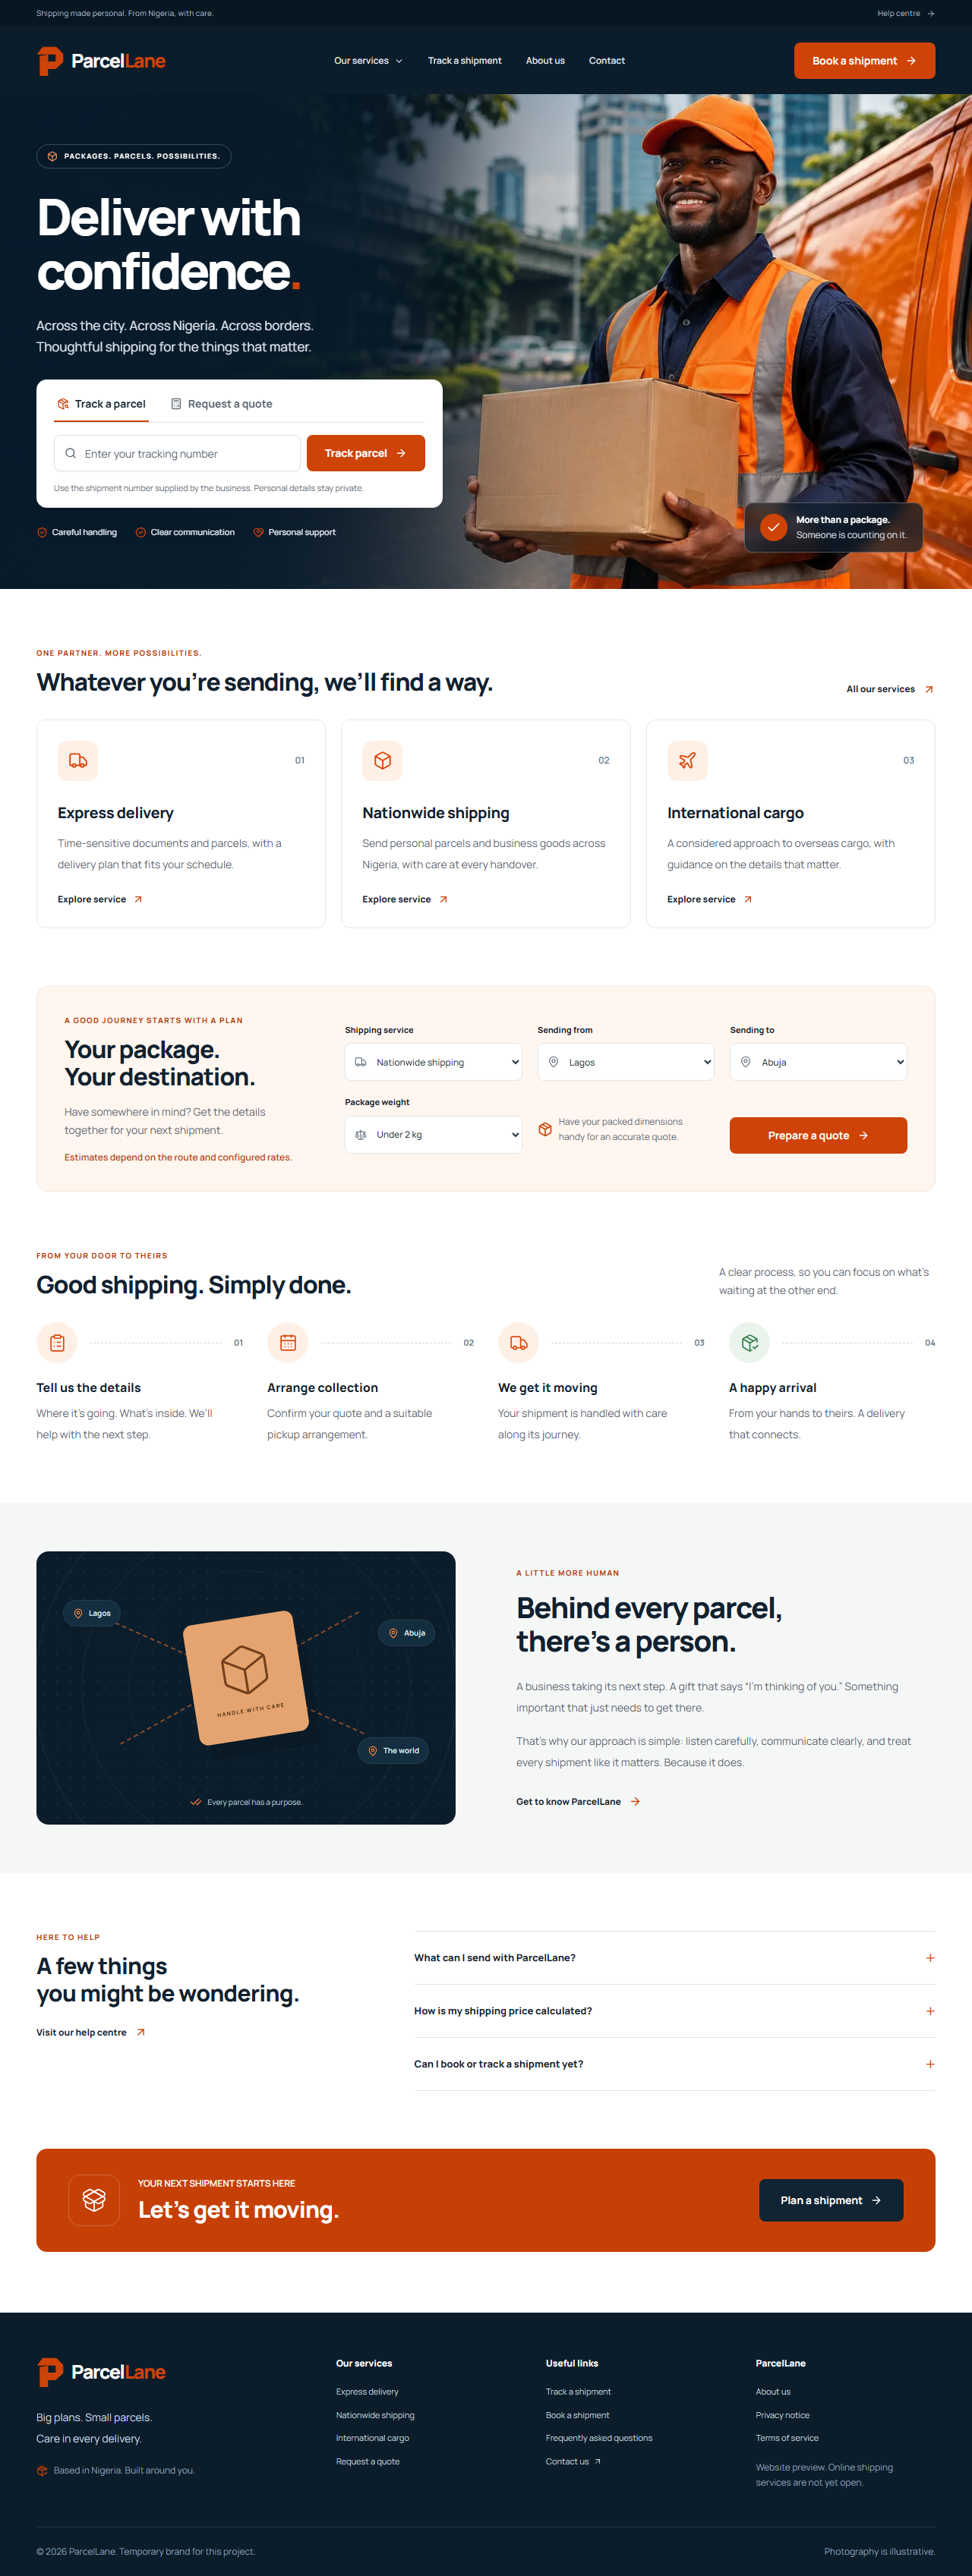 Shipping made personal. From Nigeria, with care.
Help centre
ParcelLane
Our services
Track a shipment
About us
Contact
Book a shipment
PACKAGES. PARCELS. POSSIBILITIES.
Deliver with
confidence.
Across the city. Across Nigeria. Across borders.
Thoughtful shipping for the things that matter.
Track a parcel
Request a quote
Enter your tracking number
Track parcel
Use the shipment number supplied by the business. Personal details stay private.
Careful handling
Clear communication
Personal support
More than a package.
Someone is counting on it.
ONE PARTNER. MORE POSSIBILITIES.
Whatever you’re sending, we’ll find a way.
All our services
01
Express delivery
Time-sensitive documents and parcels, with a
delivery plan that fits your schedule.
Explore service
02
Nationwide shipping
Send personal parcels and business goods across
Nigeria, with care at every handover.
Explore service
03
International cargo
A considered approach to overseas cargo, with
guidance on the details that matter.
Explore service
A GOOD JOURNEY STARTS WITH A PLAN
Your package.
Your destination.
Have somewhere in mind? Get the details
together for your next shipment.
Estimates depend on the route and configured rates.
Shipping service
Nationwide shipping
Sending from
Lagos
Sending to
Abuja
Package weight
Under 2 kg
Have your packed dimensions
handy for an accurate quote.
Prepare a quote
FROM YOUR DOOR TO THEIRS
Good shipping. Simply done.
A clear process, so you can focus on what’s
waiting at the other end.
01
Tell us the details
Where it’s going. What’s inside. We’ll
help with the next step.
02
Arrange collection
Confirm your quote and a suitable
pickup arrangement.
03
We get it moving
Your shipment is handled with care
along its journey.
04
A happy arrival
From your hands to theirs. A delivery
that connects.
Lagos
Abuja
HANDLE WITH CARE
The world
Every parcel has a purpose.
A LITTLE MORE HUMAN
Behind every parcel,
there’s a person.
A business taking its next step. A gift that says “I’m thinking of you.” Something
important that just needs to get there.
That’s why our approach is simple: listen carefully, communicate clearly, and treat
every shipment like it matters. Because it does.
Get to know ParcelLane
HERE TO HELP
A few things
you might be wondering.
Visit our help centre
What can I send with ParcelLane?
How is my shipping price calculated?
Can I book or track a shipment yet?
YOUR NEXT SHIPMENT STARTS HERE
Let’s get it moving.
Plan a shipment
ParcelLane
Big plans. Small parcels.
Care in every delivery.
Based in Nigeria. Built around you.
Our services
Express delivery
Nationwide shipping
International cargo
Request a quote
Useful links
Track a shipment
Book a shipment
Frequently asked questions
Contact us
ParcelLane
About us
Privacy notice
Terms of service
Website preview. Online shipping
services are not yet open.
© 2026 ParcelLane. Temporary brand for this project.
Photography is illustrative.